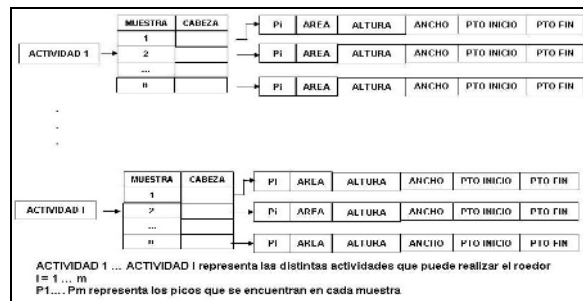 MUESTRA CABEZA
1 Pi AREA ALTURA ANCHO PTO INICIO PTO FIN
ACTIVIDAD 1 2 Pi AREA ALTURA ANCHO PTO INICIO PTO FIN
...
n Pi AREA ALTURA ANCHO PTO INICIO PTO FIN
.
.
.
MUESTRA CABEZA
1 Pi AREA ALTURA ANCHO PTO INICIO PTO FIN
ACTIVIDAD I 2 Pi AREA ALTURA ANCHO PTO INICIO PTO FIN
...
n Pi AREA ALTURA ANCHO PTO INICIO PTO FIN
ACTIVIDAD 1 ... ACTIVIDAD I representa las distintas actividades que puede realizar el roedor
I = 1 ... m
P1.... Pm representa los picos que se encuentran en cada muestra